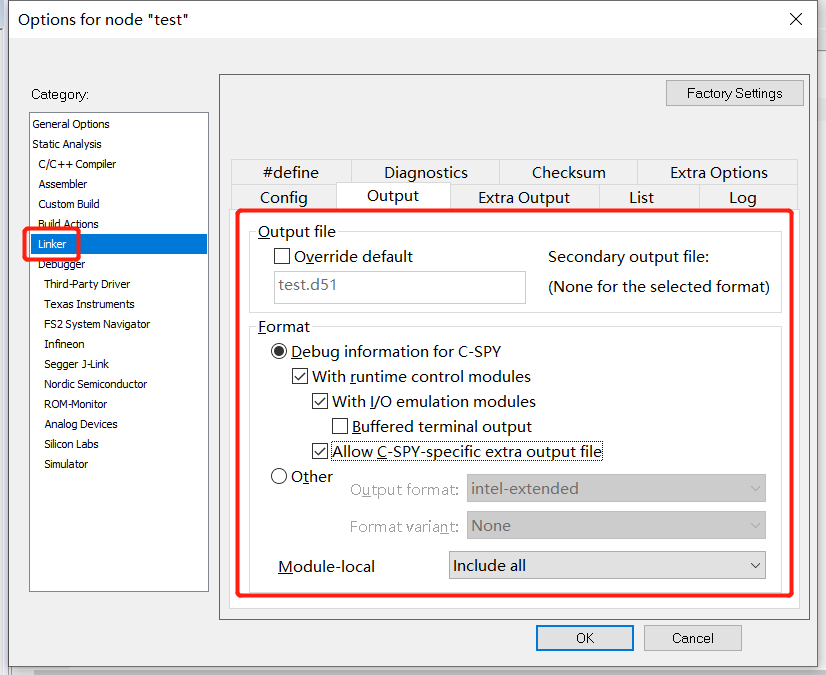 Options for node "test"
Category:
Factory Settings
General Options
Static Analysis
C/C++ Compiler
Assembler
Custom Build
Build Actions
Linker
Debugger
Third-Party Driver
Texas Instruments
FS2 System Navigator
Infineon
Segger J-Link
Nordic Semiconductor
ROM-Monitor
Analog Devices
Silicon Labs
Simulator
#define Diagnostics Checksum Extra Options
Config Output Extra Output List Log
Output file
Override default
Secondary output file:
test.d51
(None for the selected format)
Format
Debug information for C-SPY
With runtime control modules
With I/O emulation modules
Buffered terminal output
Allow C-SPY-specific extra output file
Other
Output format: intel-extended
Format variant: None
Module-local Include all
OK Cancel